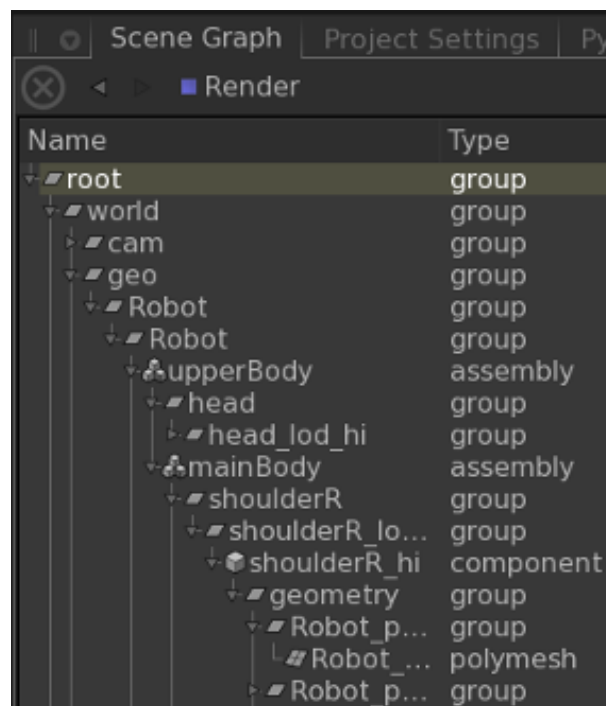 Scene Graph Project Settings Py
Render
Name Type
root group
world group
cam group
geo group
Robot group
Robot group
upperBody assembly
head group
head_lod_hi group
mainBody assembly
shoulderR group
shoulderR_lo... group
shoulderR_hi component
geometry group
Robot_p... group
Robot_... polymesh
Robot_p... group